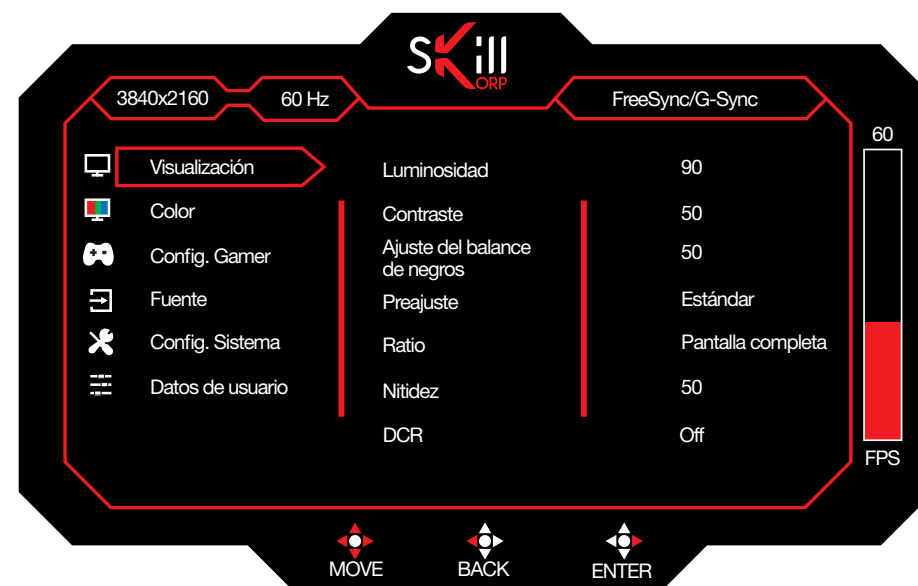 SKill
KORP
3840x2160
60 Hz
FreeSync/G-Sync
60
Visualización
Luminosidad
90
Color
Contraste
50
Config. Gamer
Ajuste del balance
de negros
50
Fuente
Preajuste
Estándar
Config. Sistema
Ratio
Pantalla completa
Datos de usuario
Nitidez
50
DCR
Off
FPS
MOVE
BACK
ENTER